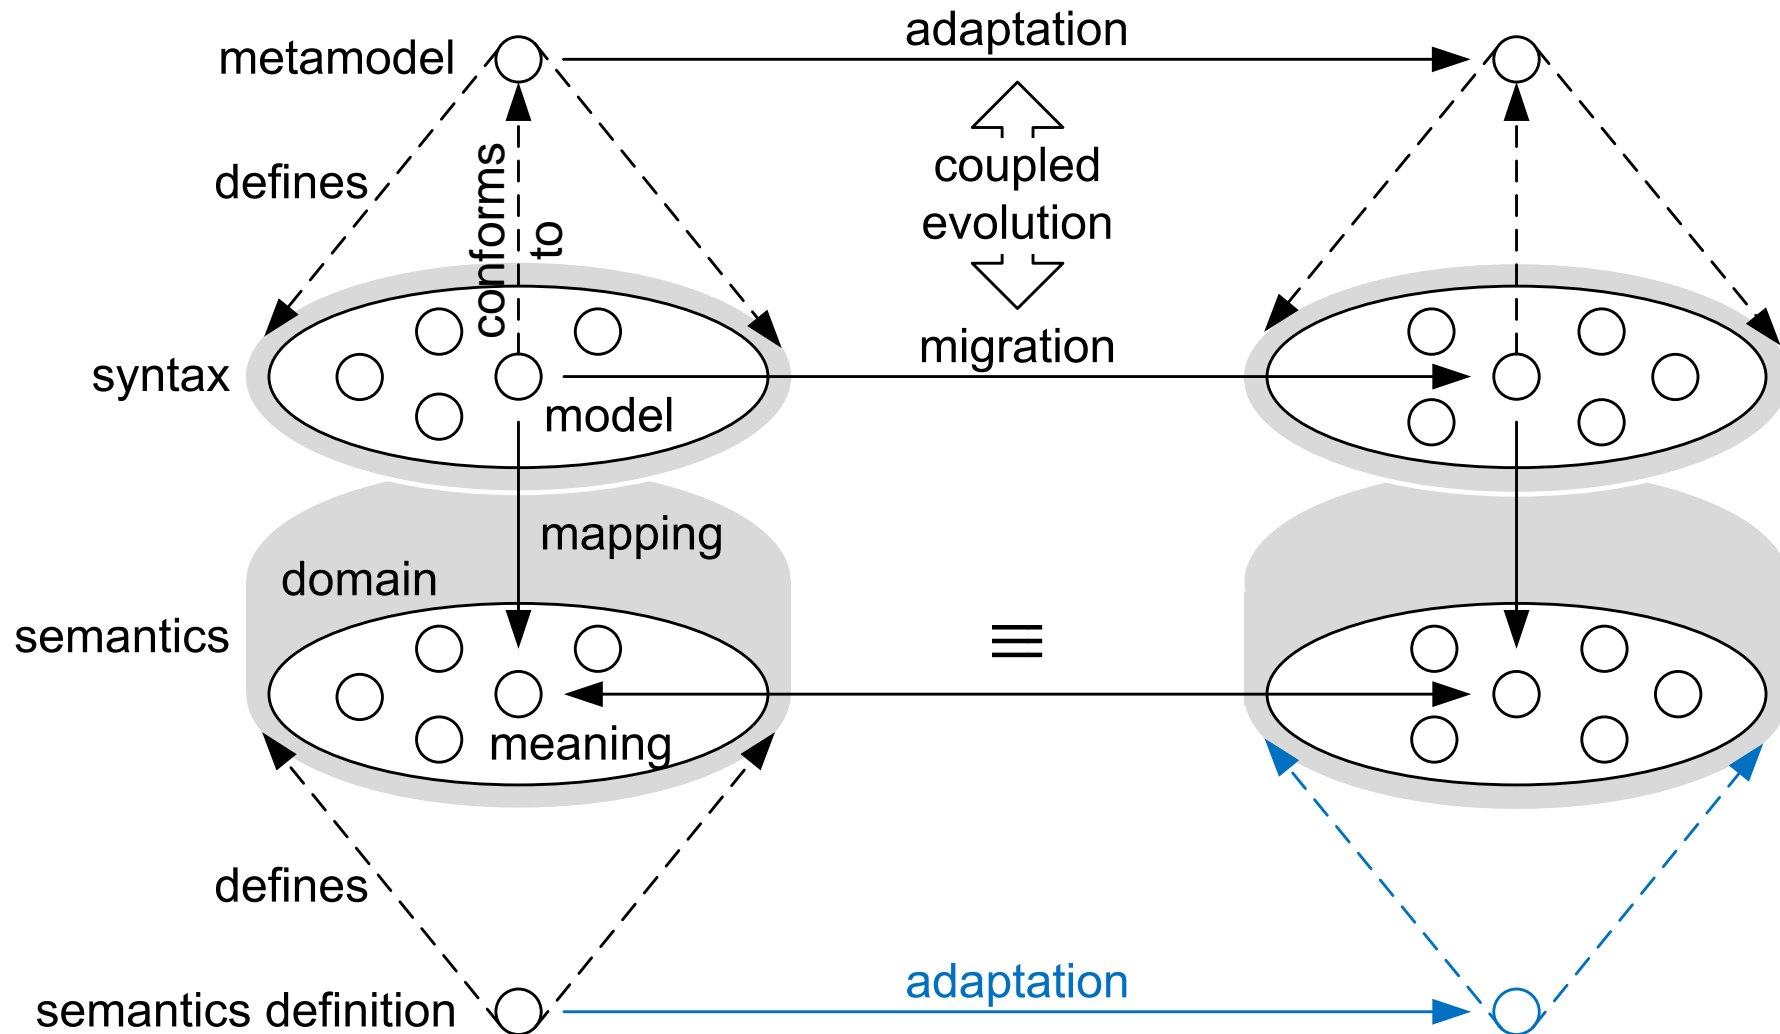 metamodel
adaptation
defines
conforms
to
coupled
evolution
syntax
migration
model
mapping
domain
semantics
≡
meaning
defines
adaptation
semantics definition